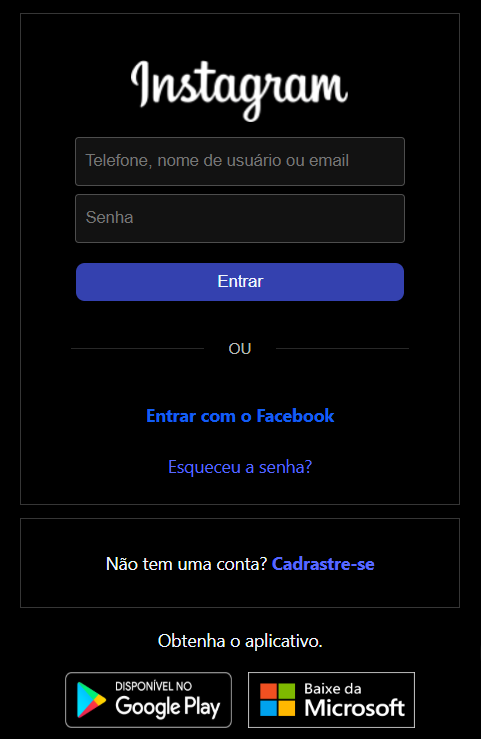 Instagram
Telefone, nome de usuário ou email
Senha
Entrar
OU
Entrar com o Facebook
Esqueceu a senha?
Não tem uma conta? Cadrastre-se
Obtenha o aplicativo.
DISPONÍVEL NO
Google Play
Baixe da
Microsoft